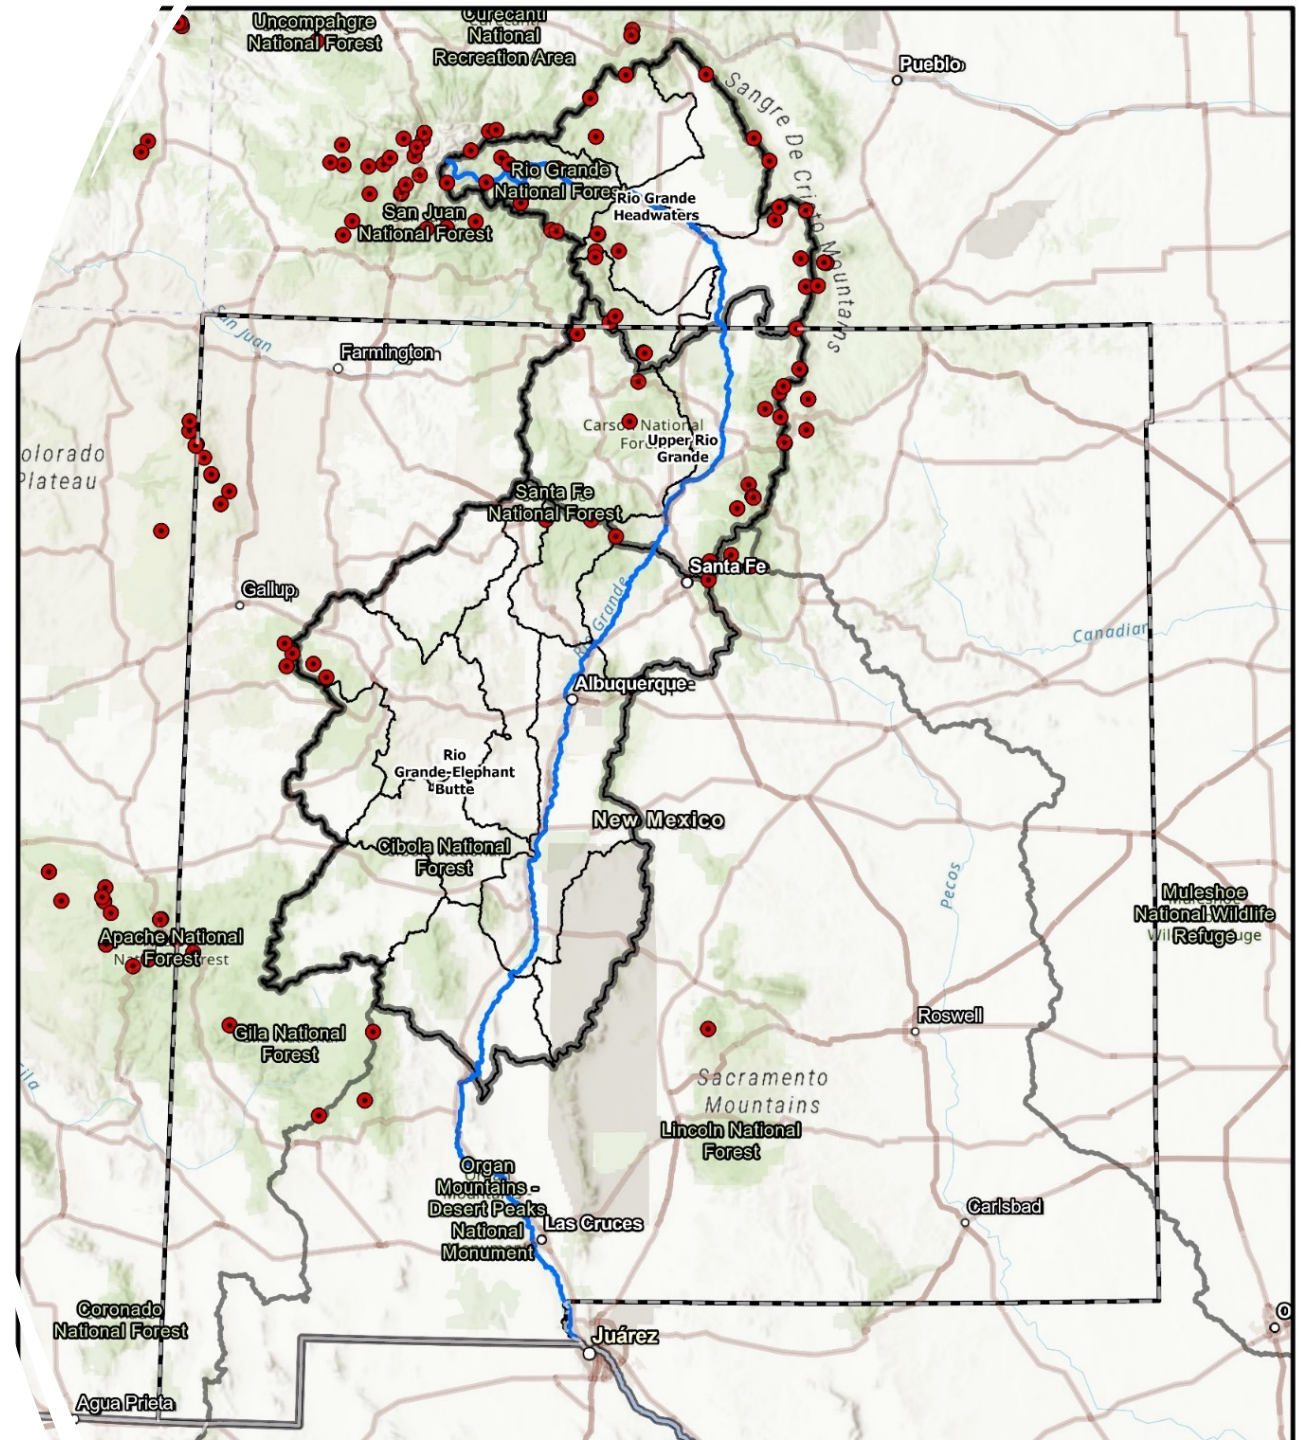 Uncompahgre
National Forest
Curecanti
National
Recreation Area
Pueblo
Sangre De Cristo Mountains
Rio Grande
National Forest
Rio Grande
Headwaters
San Juan
National Forest
San Juan
Farmington
Carson National
Forest
Upper Rio
Grande
olorado
Plateau
Santa Fe
National Forest
Santa Fe
Gallup
Rio Grande
Canadian
Albuquerque
Rio
Grande-Elephant
Butte
New Mexico
Cibola National
Forest
Pecos
Muleshoe
National Wildlife
Refuge
Apache National
Forest
Roswell
Gila National
Forest
Gila
Sacramento
Mountains
Lincoln National
Forest
Organ
Mountains -
Desert Peaks
National
Monument
Las Cruces
Carlsbad
Coronado
National Forest
Juárez
O
Agua Prieta